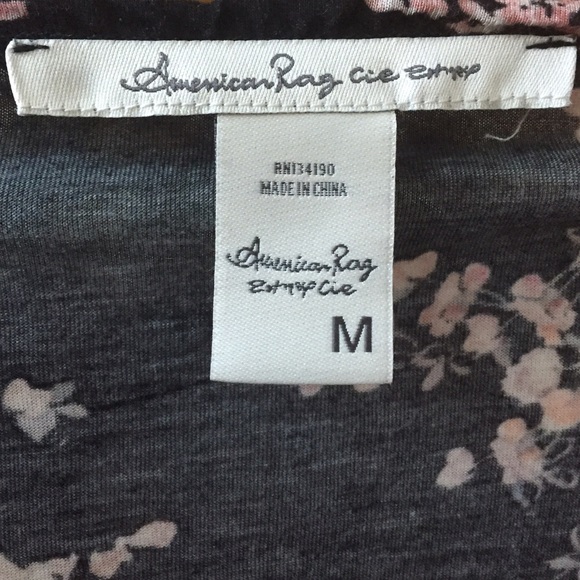 American Rag Cie
RN134190
MADE IN CHINA
American Rag
Cie
M